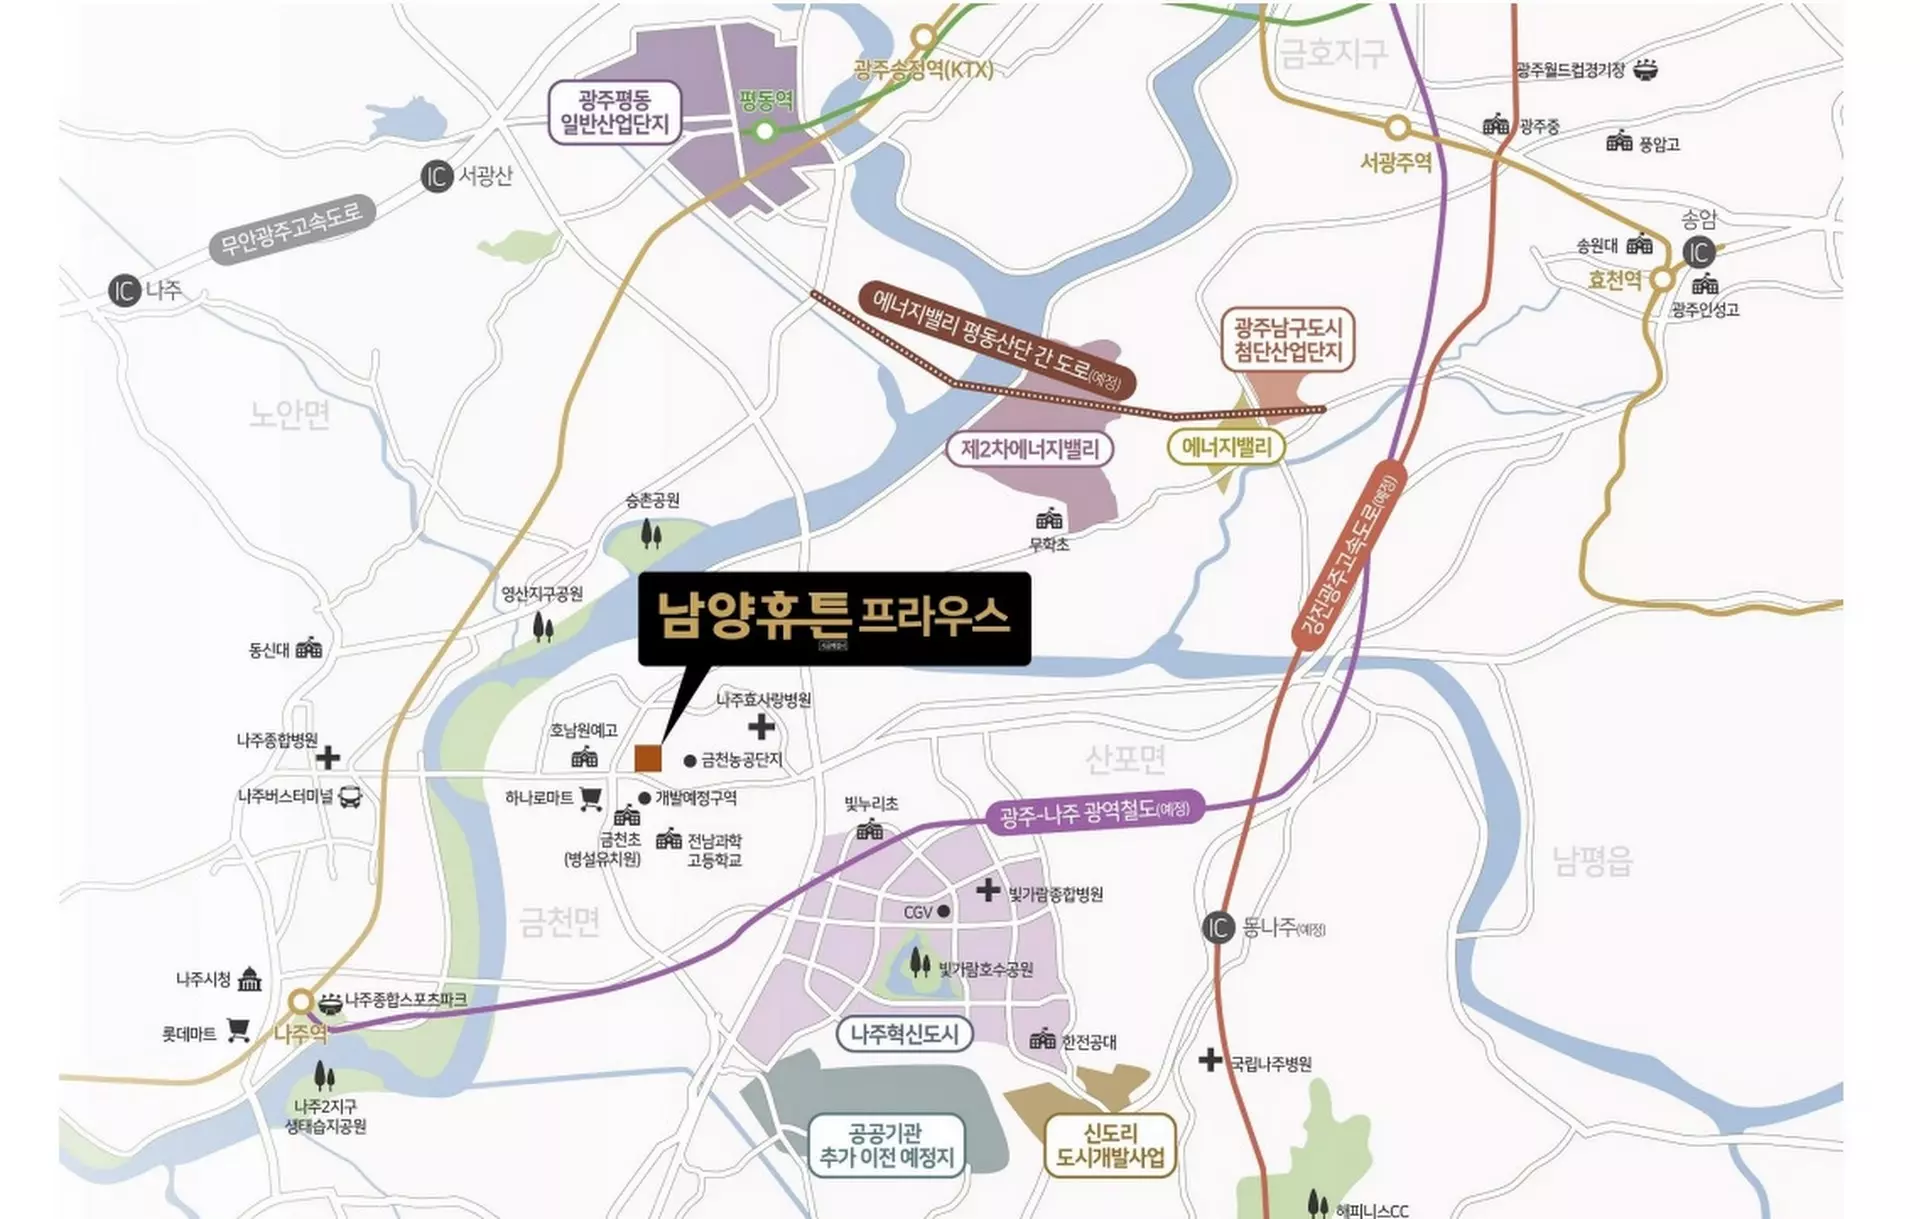 금호지구
광주월드컵경기장
광주송정역(KTX)
광주평동
일반산업단지
평동역
광주중
풍암고
서광주역
IC 서광산
무안광주고속도로
송암
IC
송원대
효천역
광주인성고
IC 나주
에너지밸리 평동산단 간 도로(예정)
광주남구도시
첨단산업단지
노안면
제2차에너지밸리
에너지밸리
승촌공원
무학초
강진광주고속도로(예정)
영산지구공원
남양휴튼 프라우스
동신대
나주효사랑병원
호남원예고
나주종합병원
금천농공단지
산포면
나주버스터미널
하나로마트
개발예정구역
빛누리초
광주-나주 광역철도(예정)
금천초
(병설유치원)
전남과학
고등학교
남평읍
빛가람종합병원
CGV
금천면
IC 동나주(예정)
빛가람호수공원
나주시청
나주종합스포츠파크
롯데마트
나주역
나주혁신도시
한전공대
국립나주병원
나주2지구
생태습지공원
공공기관
추가 이전 예정지
신도리
도시개발사업
해피니스CC